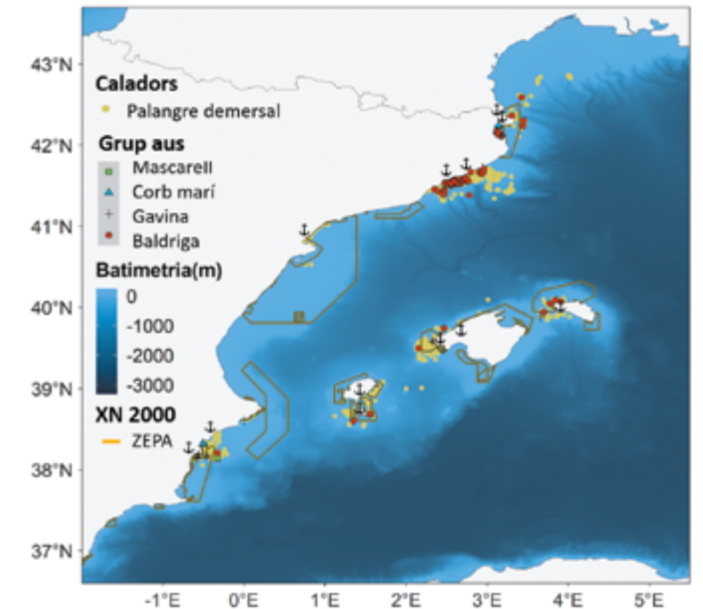 43°N
42°N
41°N
40°N
39°N
38°N
37°N
Caladors
Palangre demersal
Grup aus
Mascarell
Corb marí
Gavina
Baldriga
Batimetria(m)
0
-1000
-2000
-3000
XN 2000
ZEPA
-1°E
0°E
1°E
2°E
3°E
4°E
5°E